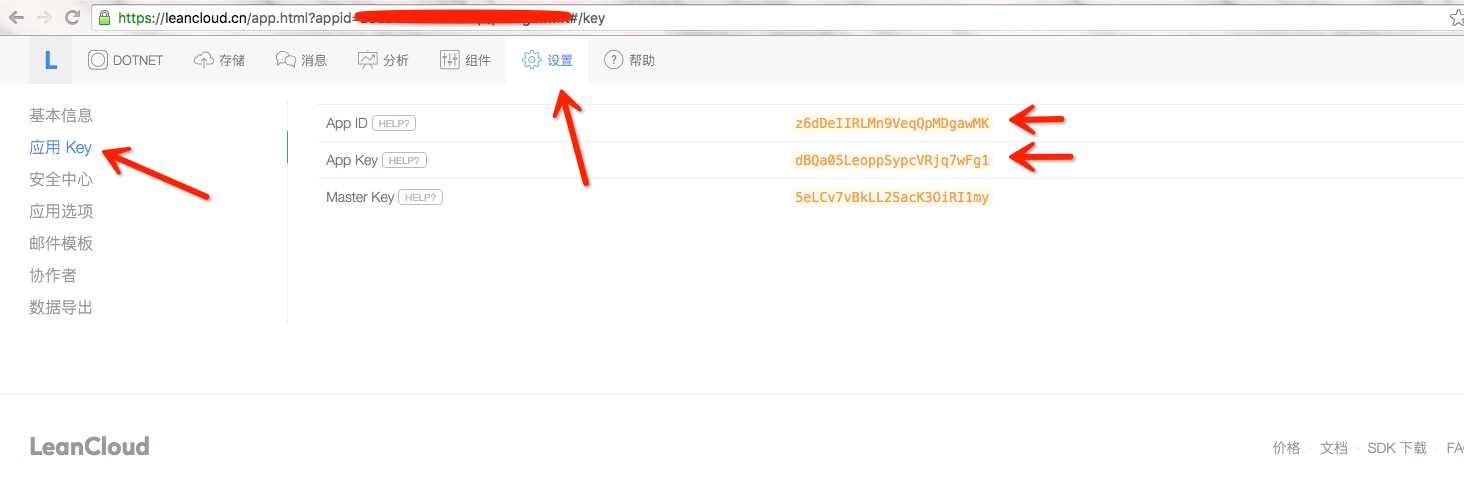 https://leancloud.cn/app.html?appid= #/key
L DOTNET 存储 消息 分析 组件 设置 ? 帮助
基本信息
应用 Key
安全中心
应用选项
邮件模板
协作者
数据导出
App ID HELP? z6dDeIIRLMn9VeqQpMDgawMK
App Key HELP? dBQa05LeoppSypcVRjq7wFg1
Master Key HELP? 5eLCv7vBkLL2SacK3OiRI1my
LeanCloud
价格 · 文档 · SDK 下载 · FA